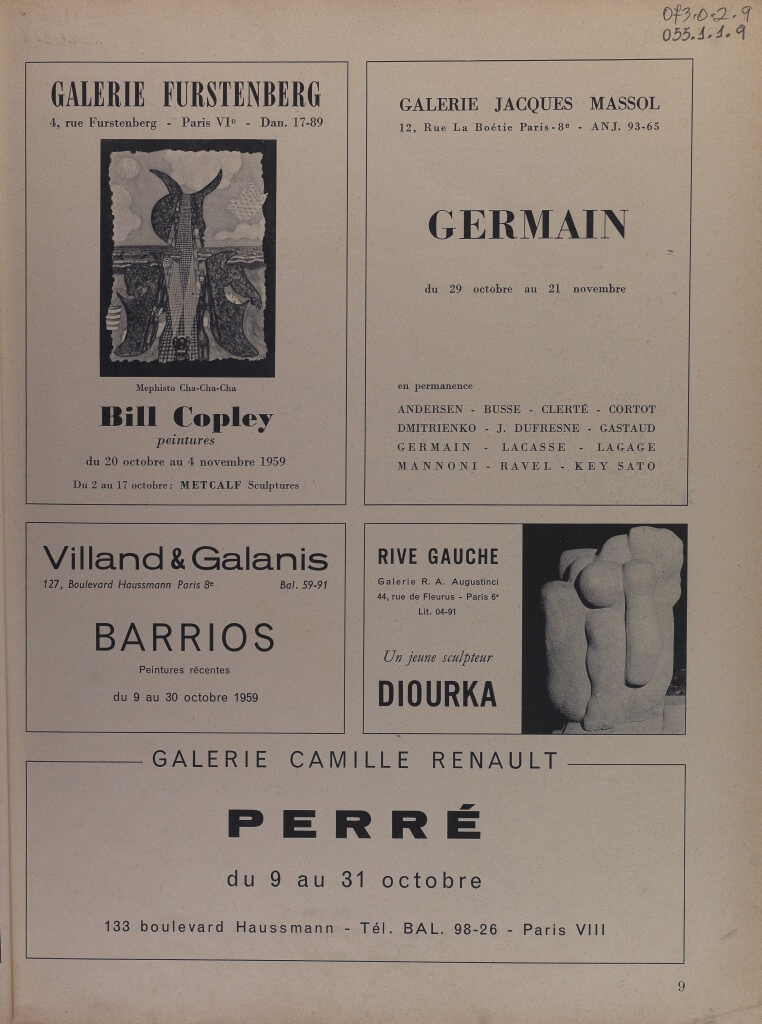 073.0.2.9
055.1.1.9
GALERIE FURSTENBERG
4, rue Furstenberg - Paris VIe - Dan. 17-89
Mephisto Cha-Cha-Cha
Bill Copley
peintures
du 20 octobre au 4 novembre 1959
Du 2 au 17 octobre : METCALF Sculptures
GALERIE JACQUES MASSOL
12, Rue La Boétie Paris-8e - ANJ. 93-65
GERMAIN
du 29 octobre au 21 novembre
en permanence
ANDERSEN - BUSSE - CLERTÉ - CORTOT
DMITRIENKO - J. DUFRESNE - GASTAUD
GERMAIN - LACASSE - LAGAGE
MANNONI - RAVEL - KEY SATO
Villand & Galanis
127, Boulevard Haussmann Paris 8e Bal. 59-91
BARRIOS
Peintures récentes
du 9 au 30 octobre 1959
RIVE GAUCHE
Galerie R. A. Augustinci
44, rue de Fleurus - Paris 6e
Lit. 04-91
Un jeune sculpteur
DIOURKA
GALERIE CAMILLE RENAULT
PERRÉ
du 9 au 31 octobre
133 boulevard Haussmann - Tél. BAL. 98-26 - Paris VIII
9